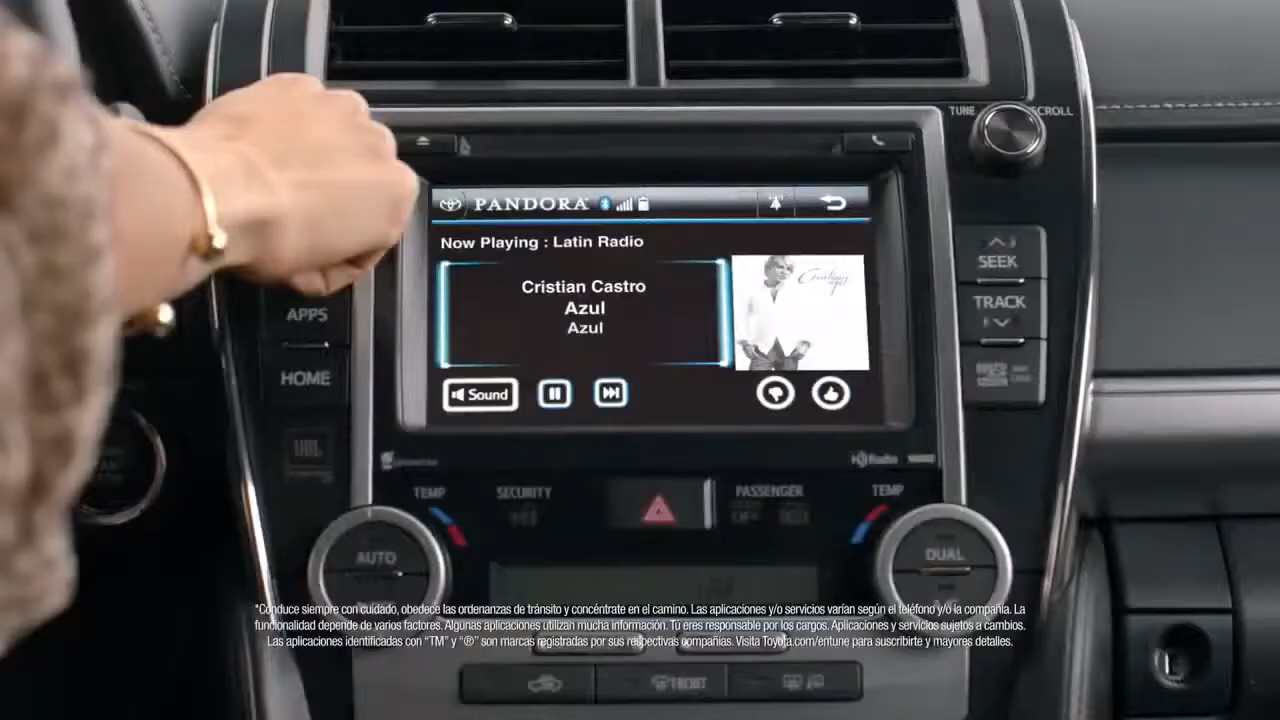 TUNE SCROLL
PANDORA
Now Playing : Latin Radio
Cristian Castro
Azul
Azul
Sound
APPS
HOME
JBL
SEEK
TRACK
HD Radio
TEMP
SECURITY
PASSENGER
TEMP
AUTO
DUAL
*Conduce siempre con cuidado, obedece las ordenanzas de tránsito y concéntrate en el camino. Las aplicaciones y/o servicios varían según el teléfono y/o la compañía. La
funcionalidad depende de varios factores. Algunas aplicaciones utilizan mucha información. Tú eres responsable por los cargos. Aplicaciones y servicios sujetos a cambios.
Las aplicaciones identificadas con “TM” y “®” son marcas registradas por sus respectivas compañías. Visita Toyota.com/entune para suscribirte y mayores detalles.
FRONT